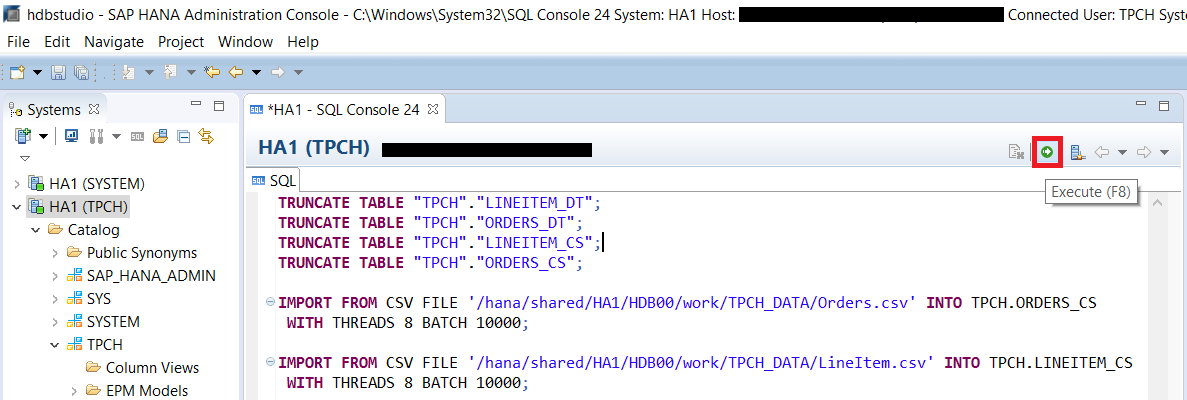 hdbstudio - SAP HANA Administration Console - C:\Windows\System32\SQL Console 24 System: HA1 Host: Connected User: TPCH Syste
File Edit Navigate Project Window Help
Systems
*HA1 - SQL Console 24
HA1 (TPCH)
SQL
Execute (F8)
HA1 (SYSTEM)
HA1 (TPCH)
Catalog
Public Synonyms
SAP_HANA_ADMIN
SYS
SYSTEM
TPCH
Column Views
EPM Models
TRUNCATE TABLE "TPCH"."LINEITEM_DT";
TRUNCATE TABLE "TPCH"."ORDERS_DT";
TRUNCATE TABLE "TPCH"."LINEITEM_CS";
TRUNCATE TABLE "TPCH"."ORDERS_CS";
IMPORT FROM CSV FILE '/hana/shared/HA1/HDB00/work/TPCH_DATA/Orders.csv' INTO TPCH.ORDERS_CS
WITH THREADS 8 BATCH 10000;
IMPORT FROM CSV FILE '/hana/shared/HA1/HDB00/work/TPCH_DATA/LineItem.csv' INTO TPCH.LINEITEM_CS
WITH THREADS 8 BATCH 10000;